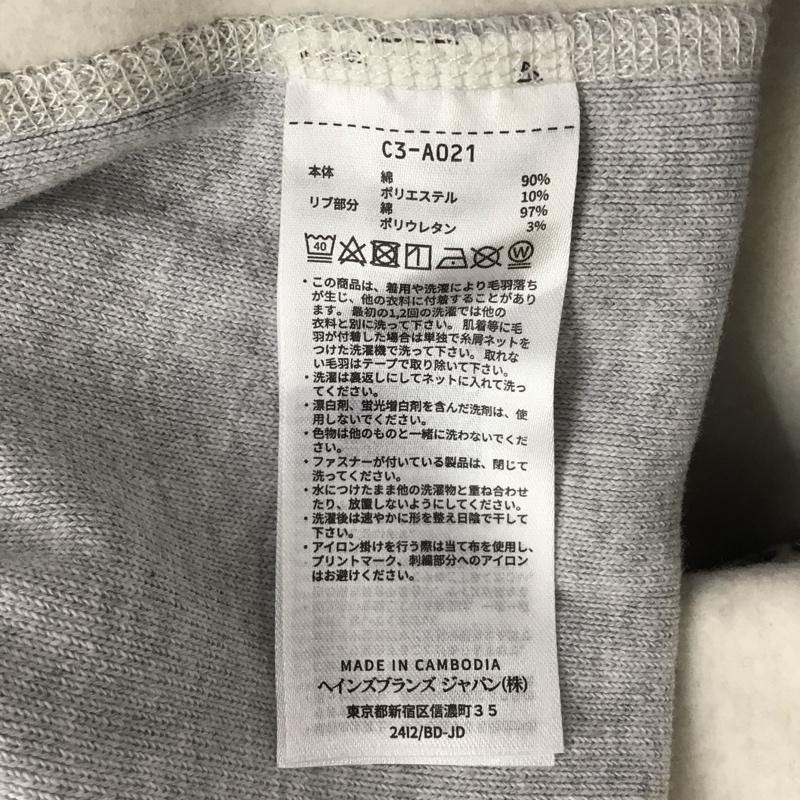 C3-A021
本体 綿 90%
ポリエステル 10%
リブ部分 綿 97%
ポリウレタン 3%
40 W
・この商品は、着用や洗濯により毛羽落ち
が生じ、他の衣料に付着することがあり
ます。最初の1,2回の洗濯では他の
衣料と別に洗って下さい。肌着等に毛
羽が付着した場合は単独で糸屑ネットを
つけた洗濯機で洗って下さい。取れな
い毛羽はテープで取り除いて下さい。
・洗濯は裏返しにしてネットに入れて洗っ
てください。
・漂白剤、蛍光増白剤を含んだ洗剤は、使
用しないでください。
・色物は他のものと一緒に洗わないでくだ
さい。
・ファスナーが付いている製品は、閉じて
洗ってください。
・水につけたまま他の洗濯物と重ね合わせ
たり、放置しないようにしてください。
・洗濯後は速やかに形を整え日陰で干して
下さい。
・アイロン掛けを行う際は当て布を使用し、
プリントマーク、刺繍部分へのアイロン
はお避けください。
MADE IN CAMBODIA
ヘインズブランズ ジャパン(株)
東京都新宿区信濃町35
2412/BD-JD